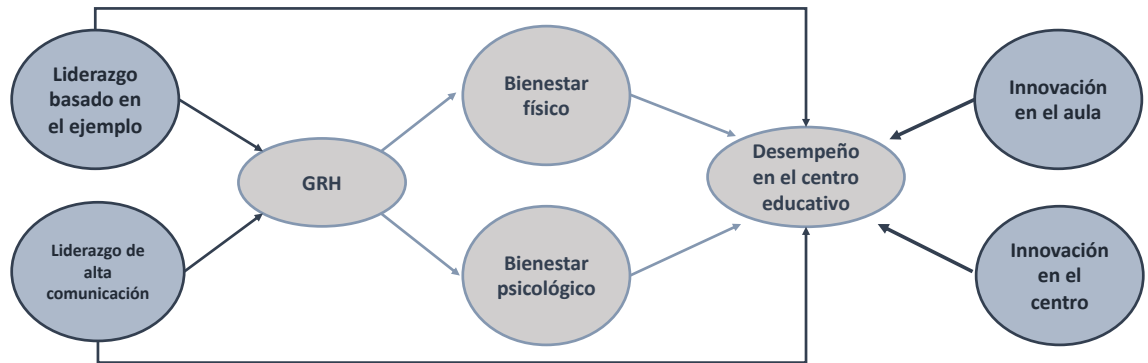 Liderazgo
basado en
el ejemplo
Liderazgo de
alta
comunicación
GRH
Bienestar
físico
Bienestar
psicológico
Desempeño
en el centro
educativo
Innovación
en el aula
Innovación
en el
centro